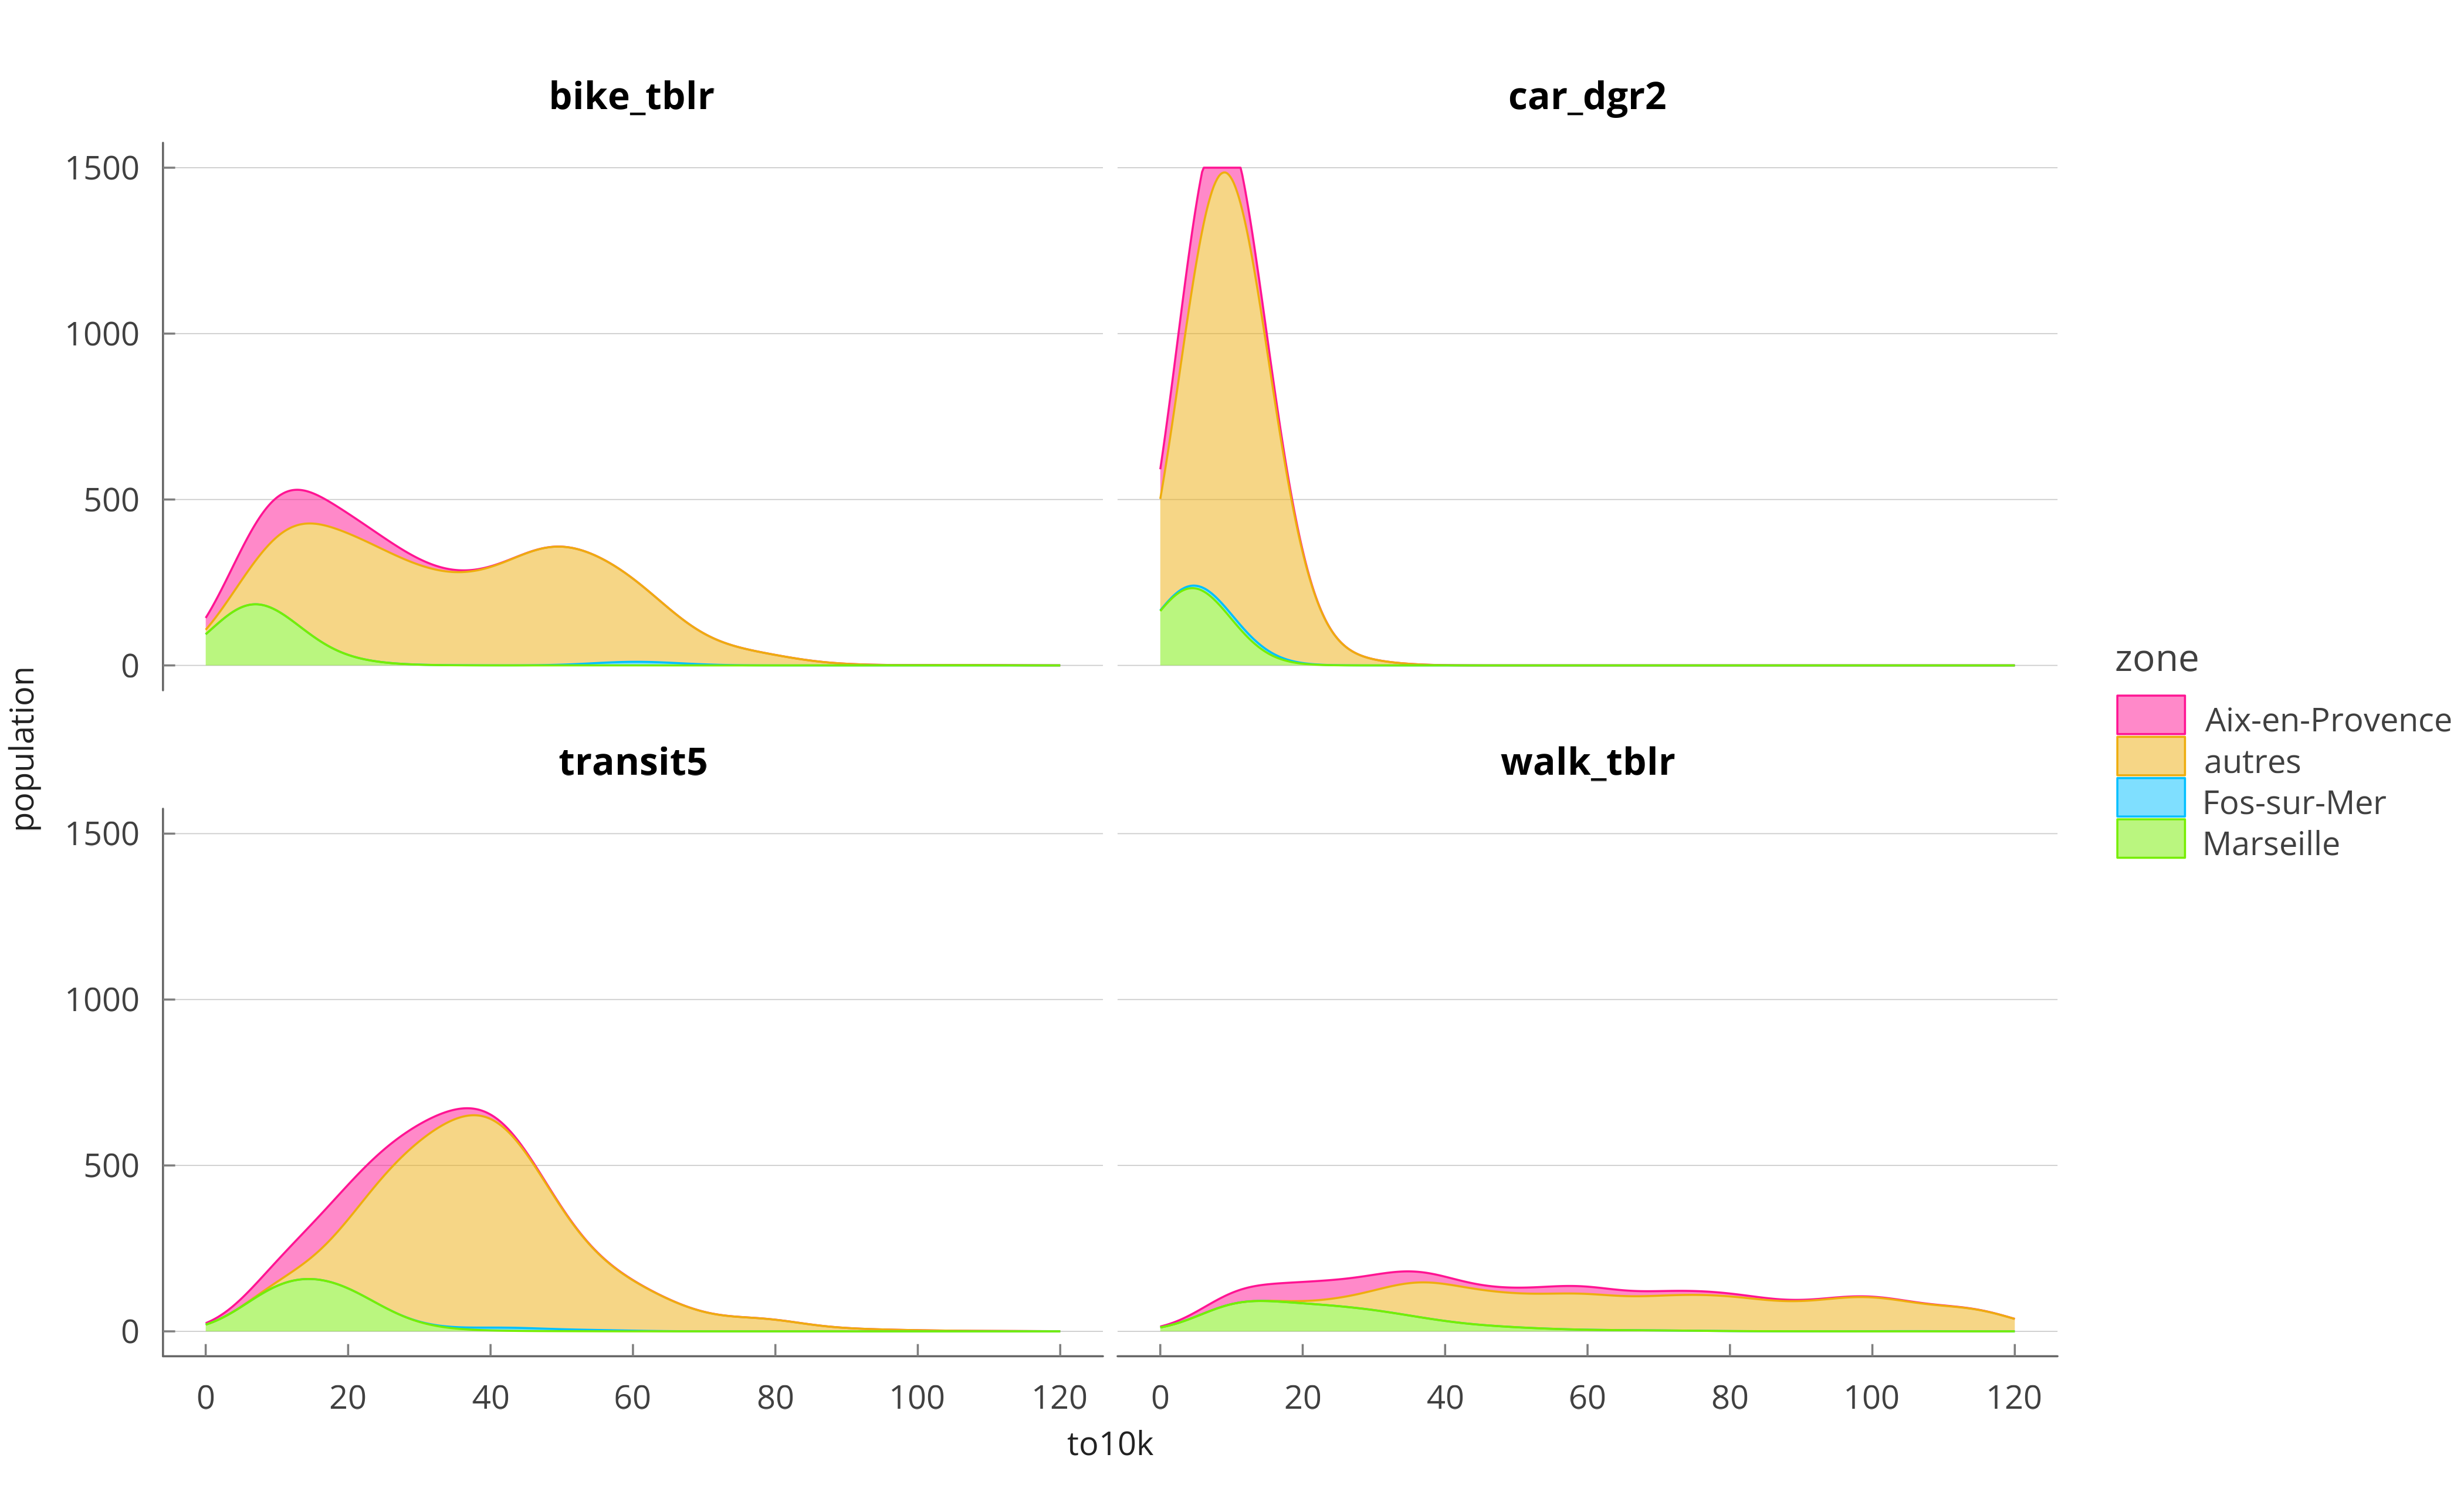 bike_tblr
car_dgr2
1500
1000
500
0
population
transit5
walk_tblr
1500
1000
500
0
0 20 40 60 80 100 120
0 20 40 60 80 100 120
to10k
zone
Aix-en-Provence
autres
Fos-sur-Mer
Marseille